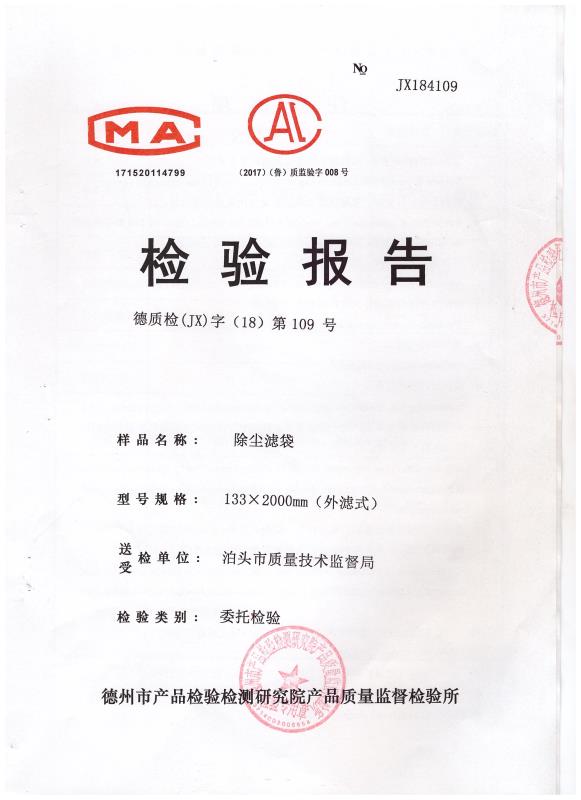 No
JX184109
CMA
CAL
171520114799
(2017)(鲁)质监验字008号
检验报告
德质检(JX)字（18）第109 号
样品名称： 除尘滤袋
型号规格： 133×2000mm（外滤式）
送受检单位： 泊头市质量技术监督局
检验类别： 委托检验
德州市产品检验检测研究院产品质量监督检验所